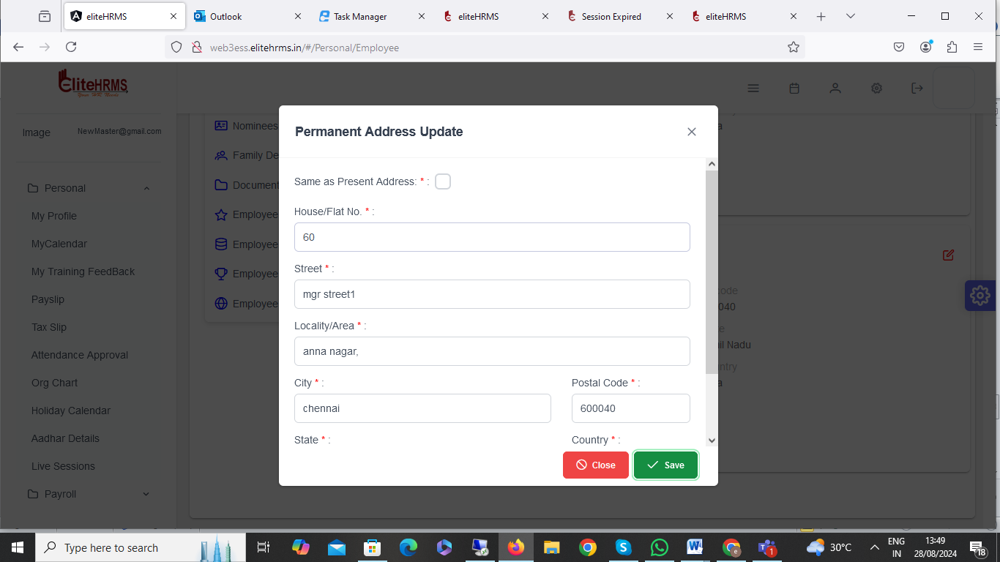 eliteHRMS
Outlook
Task Manager
eliteHRMS
Session Expired
eliteHRMS
web3ess.elitehrms.in/#/Personal/Employee
EliteHRMS
Your HR Needs
Image
NewMaster@gmail.com
Personal
My Profile
MyCalendar
My Training FeedBack
Payslip
Tax Slip
Attendance Approval
Org Chart
Holiday Calendar
Aadhar Details
Live Sessions
Payroll
Nominees
Family De
Document
Employee
Employee
Employee
Employee
Permanent Address Update
Same as Present Address: * :
House/Flat No. * :
60
Street * :
mgr street1
Locality/Area * :
anna nagar,
City * :
Postal Code * :
chennai
600040
State * :
Country * :
Close
Save
a
code
040
e
il Nadu
ntry
a
Type here to search
30°C
ENG
IN
13:49
28/08/2024
18
1